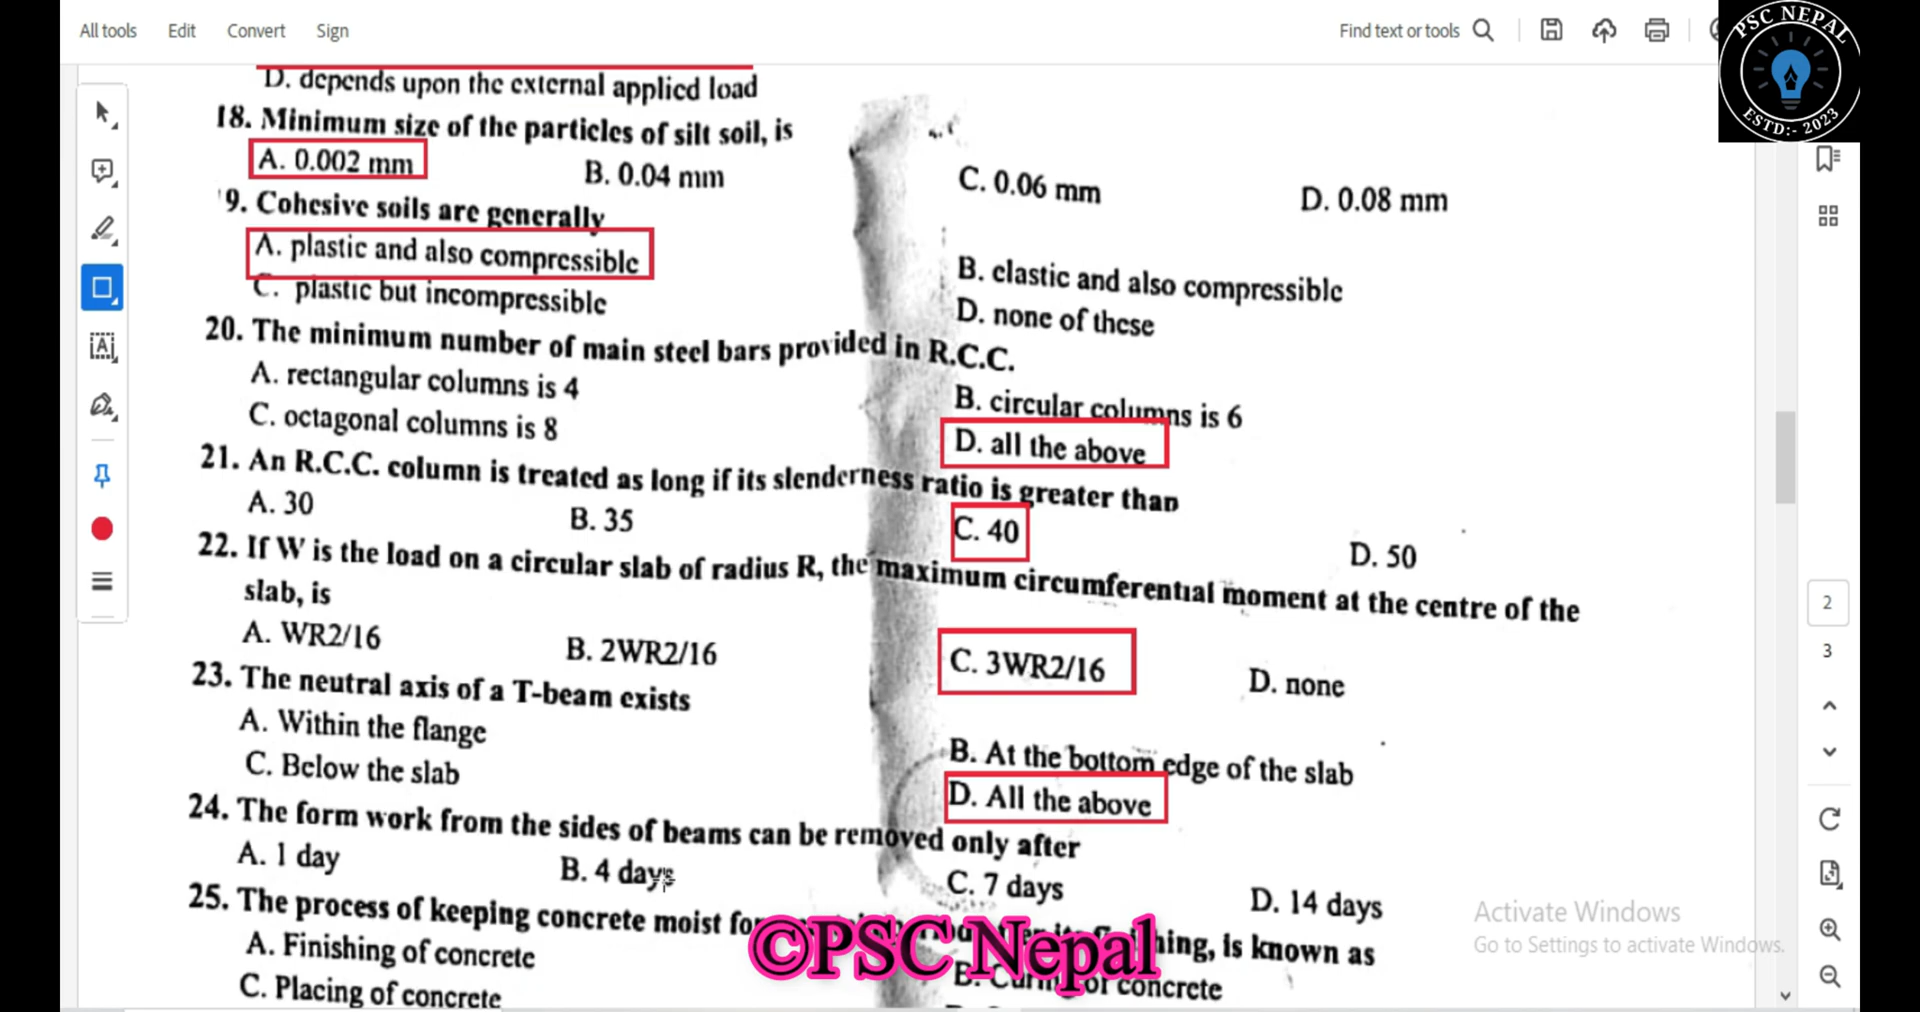 All tools Edit Convert Sign Find text or tools
PSC NEPAL
ESTD:- 2023
D. depends upon the external applied load
18. Minimum size of the particles of silt soil, is
A. 0.002 mm B. 0.04 mm C. 0.06 mm D. 0.08 mm
9. Cohesive soils are generally
A. plastic and also compressible B. elastic and also compressible
C. plastic but incompressible D. none of these
20. The minimum number of main steel bars provided in R.C.C.
A. rectangular columns is 4 B. circular columns is 6
C. octagonal columns is 8 D. all the above
21. An R.C.C. column is treated as long if its slenderness ratio is greater than
A. 30 B. 35 C. 40 D. 50
22. If W is the load on a circular slab of radius R, the maximum circumferential moment at the centre of the
slab, is
A. WR2/16 B. 2WR2/16 C. 3WR2/16 D. none
23. The neutral axis of a T-beam exists
A. Within the flange B. At the bottom edge of the slab
C. Below the slab D. All the above
24. The form work from the sides of beams can be removed only after
A. 1 day B. 4 days C. 7 days D. 14 days
25. The process of keeping concrete moist for is known as
A. Finishing of concrete B. Curing of concrete
C. Placing of concrete
©PSC Nepal
Activate Windows
Go to Settings to activate Windows.
2
3